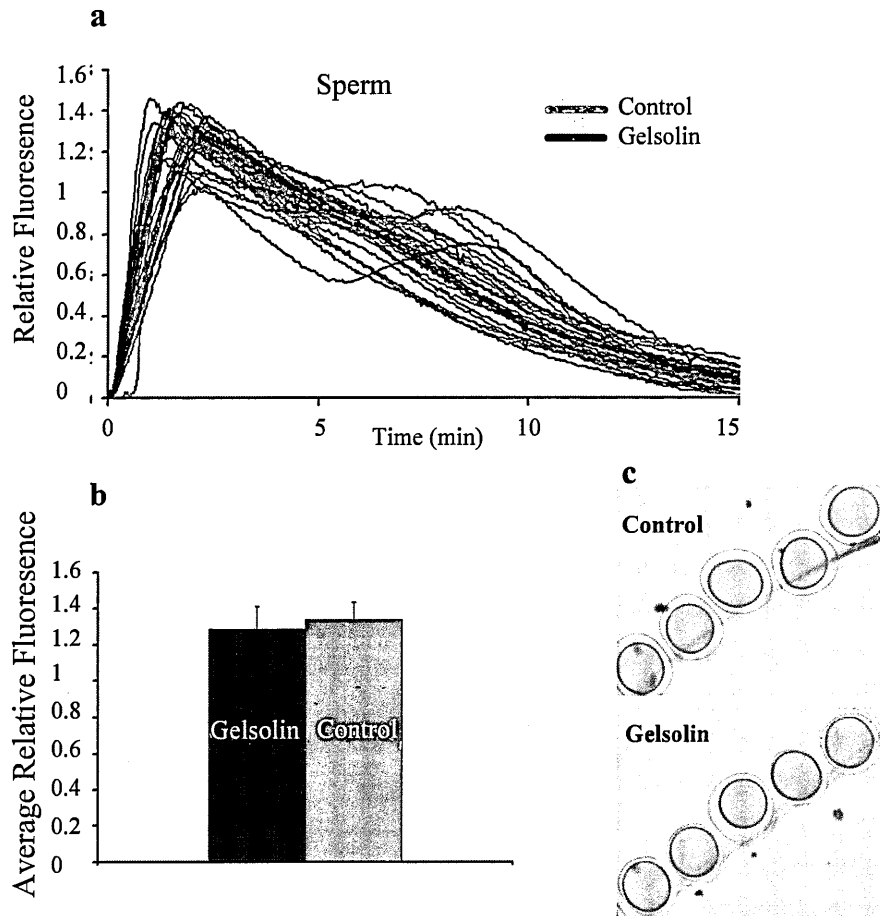 a
Sperm
Control
Gelsolin
Relative Fluoresence
1.6
1.4
1.2
1
0.8
0.6
0.4
0.2
0
0
5
10
15
Time (min)
b
Average Relative Fluoresence
1.6
1.4
1.2
1
0.8
0.6
0.4
0.2
0
Gelsolin
Control
c
Control
Gelsolin